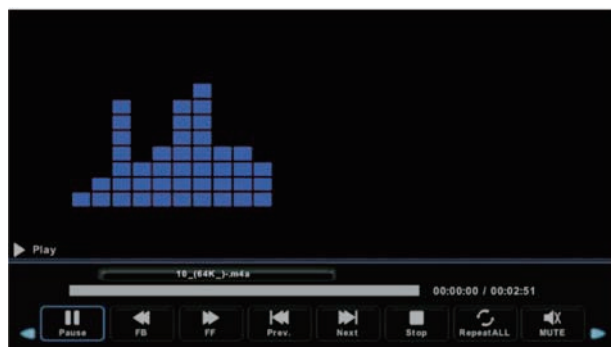 Play
10_(64K_)-.m4a
00:00:00 / 00:02:51
Pause FB FF Prev. Next Stop RepeatALL MUTE